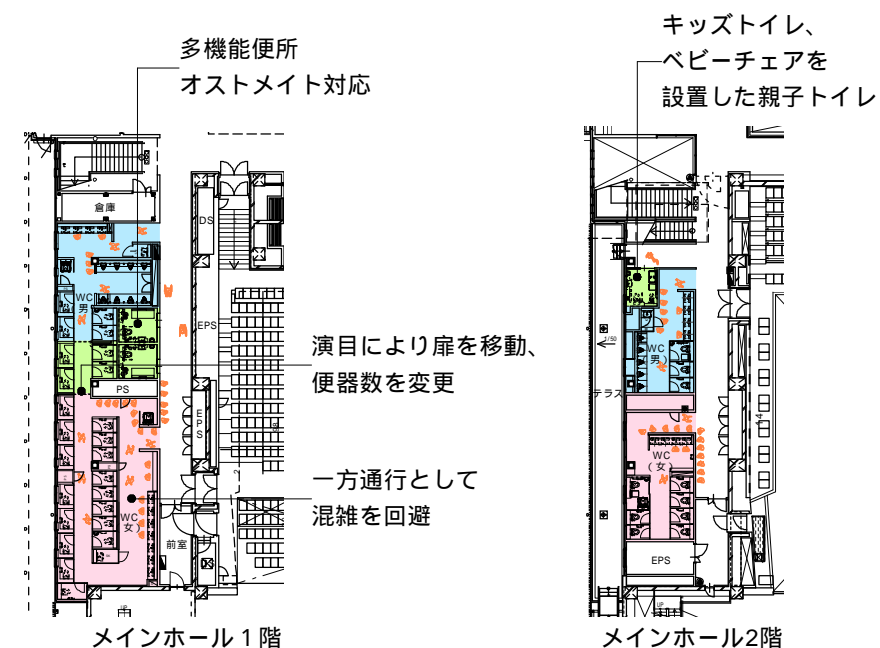 多機能便所
オストメイト対応
キッズトイレ、
ベビーチェアを
設置した親子トイレ
倉庫
DS
WC
男
EPS
PS
EPS
WC
女)
前室
UP
演目により扉を移動、
便器数を変更
一方通行として
混雑を回避
1/50
テラス
WC
男)
WC
(女)
EPS
UP
メインホール１階
メインホール2階